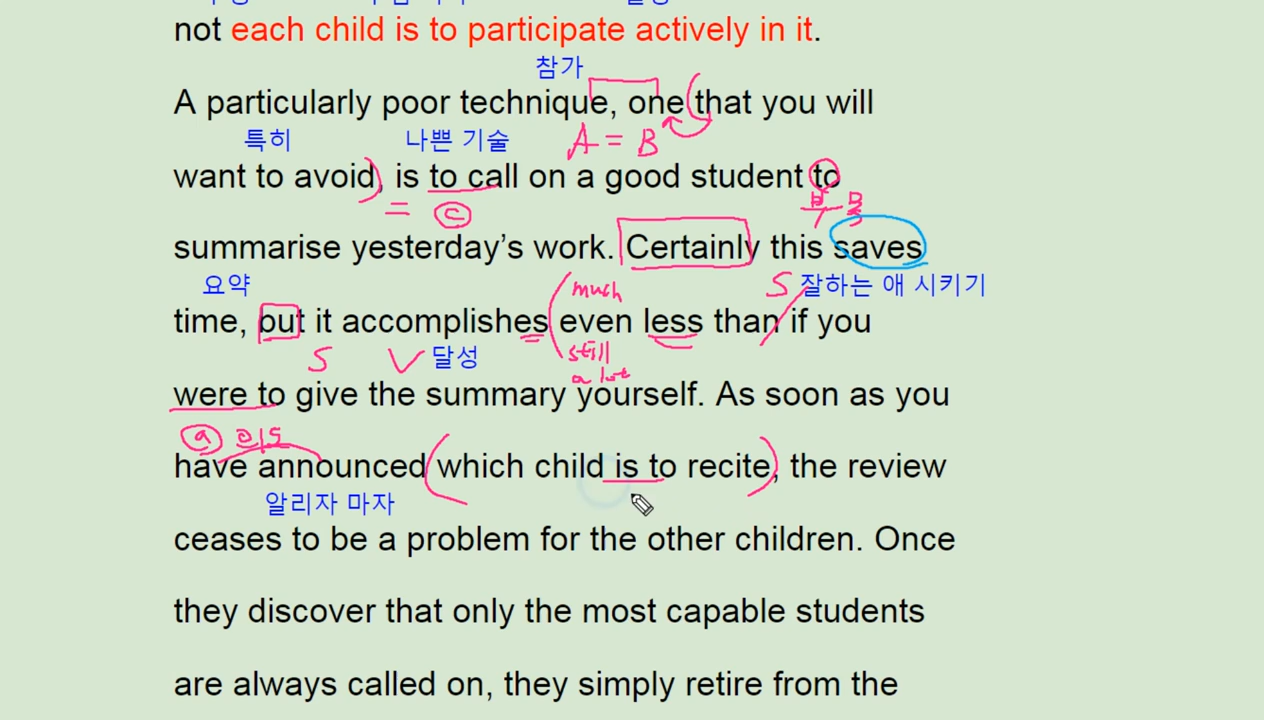 not each child is to participate actively in it.
참가
A particularly poor technique, one that you will
특히 나쁜 기술 A = B
want to avoid, is to call on a good student to
= c 부 목
summarise yesterday's work. Certainly this saves
요약 S 잘하는 애 시키기
much
time, but it accomplishes even less than if you
S V 달성 still
a lot
were to give the summary yourself. As soon as you
a 의도
have announced which child is to recite, the review
알리자 마자
ceases to be a problem for the other children. Once
they discover that only the most capable students
are always called on, they simply retire from the